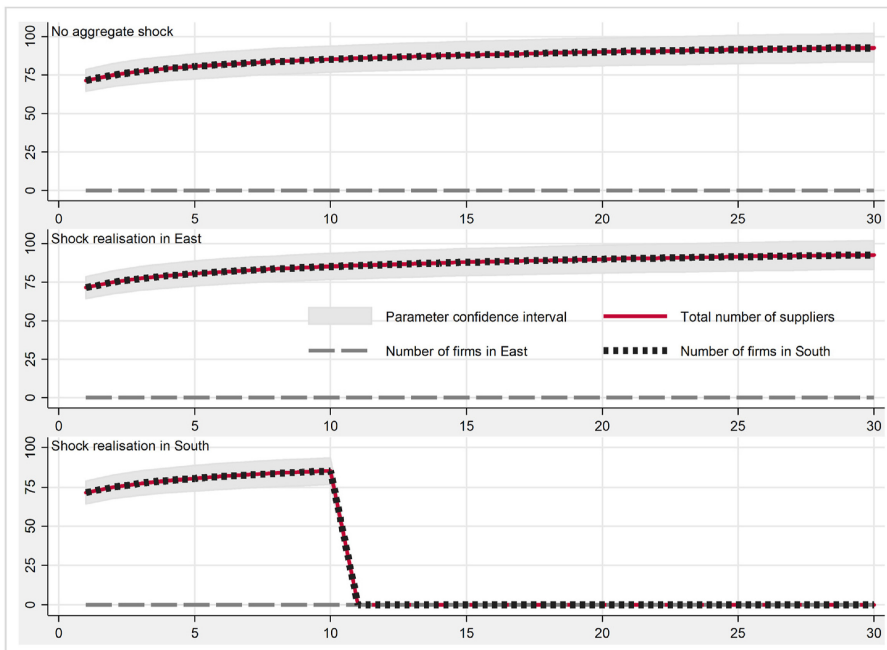 No aggregate shock
100
75
50
25
0
0 5 10 15 20 25 30
Shock realisation in East
100
75
50
25
0
Parameter confidence interval
Total number of suppliers
Number of firms in East
Number of firms in South
0 5 10 15 20 25 30
Shock realisation in South
100
75
50
25
0
0 5 10 15 20 25 30